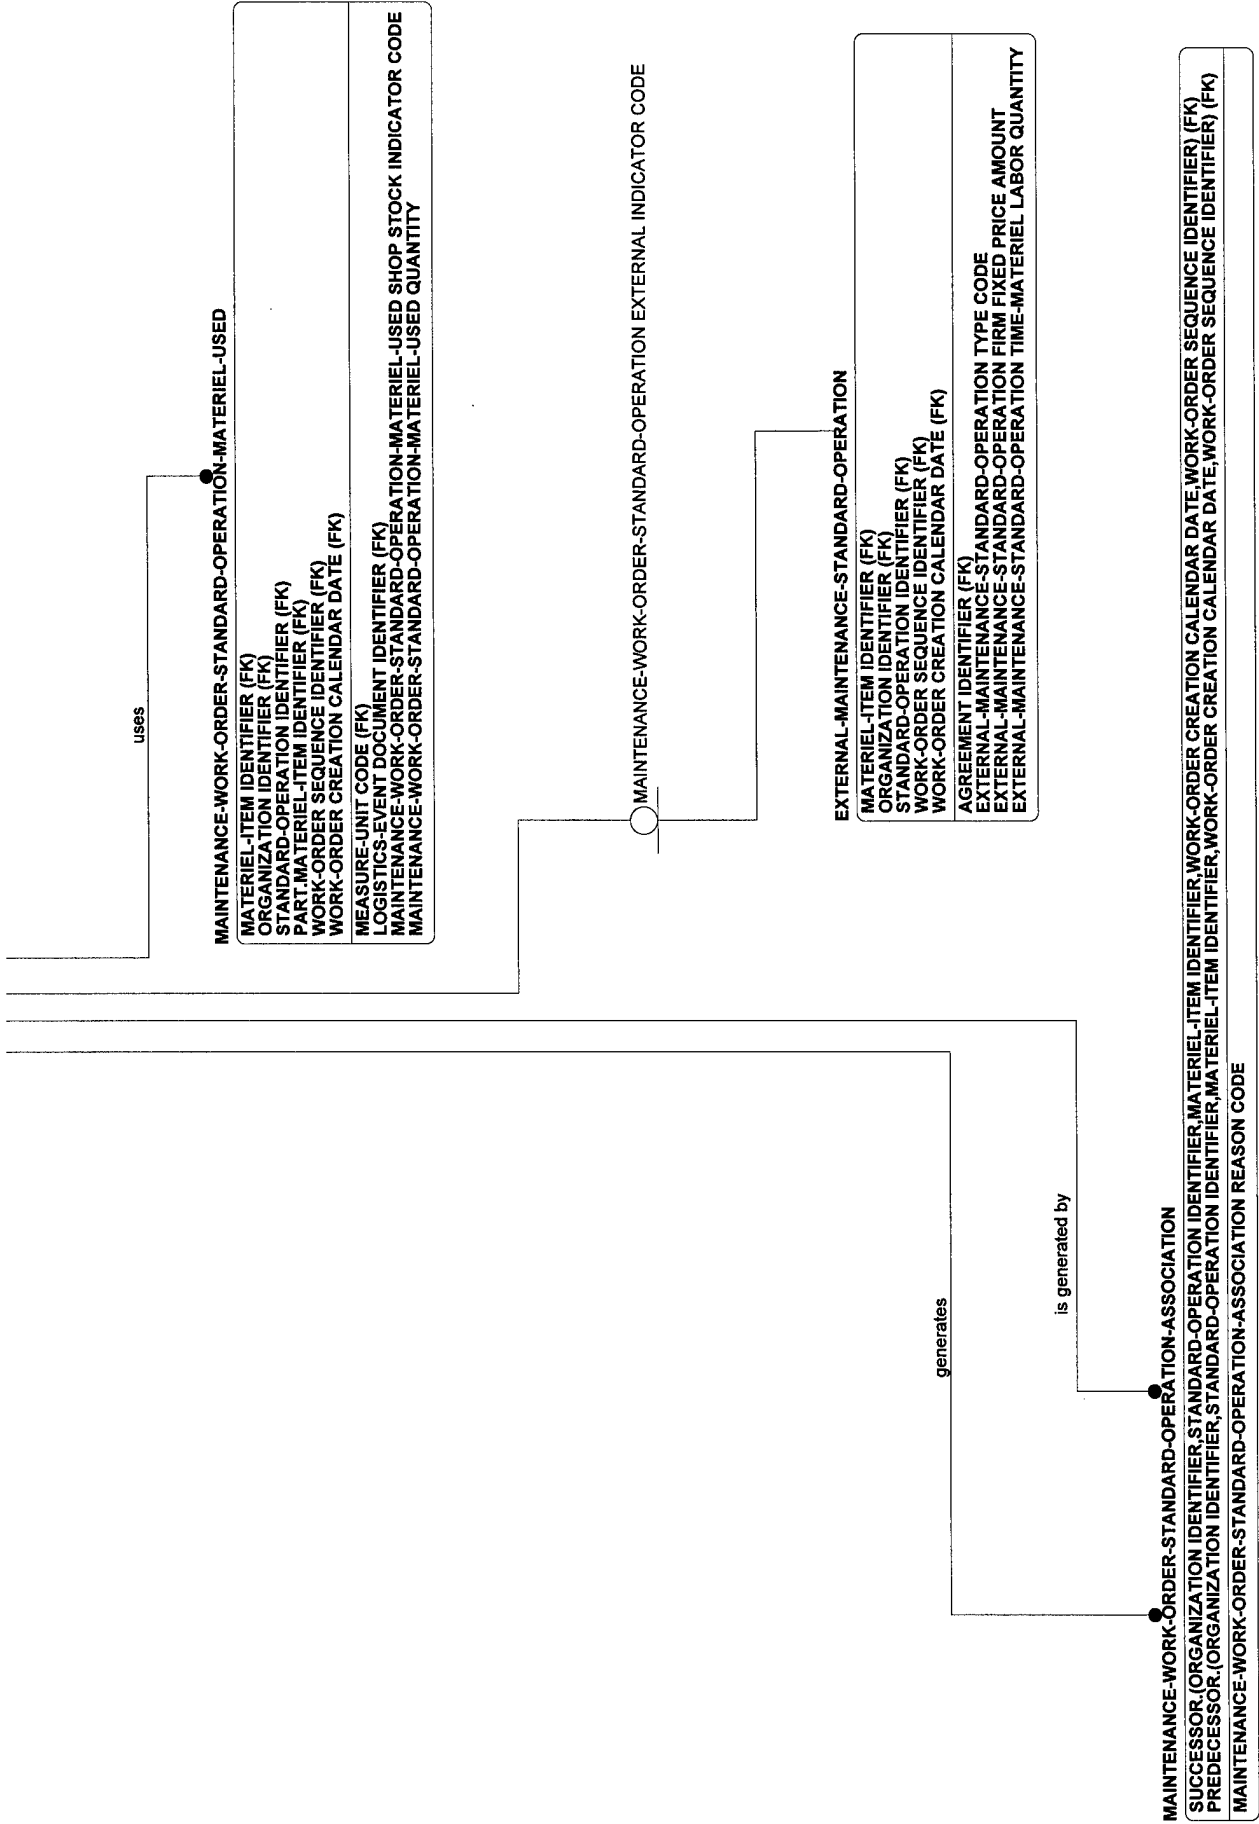 uses
MAINTENANCE-WORK-ORDER-STANDARD-OPERATION-MATERIEL-USED
MATERIEL-ITEM IDENTIFIER (FK)
ORGANIZATION IDENTIFIER (FK)
STANDARD-OPERATION IDENTIFIER (FK)
PART.MATERIEL-ITEM IDENTIFIER (FK)
WORK-ORDER SEQUENCE IDENTIFIER (FK)
WORK-ORDER CREATION CALENDAR DATE (FK)
MEASURE-UNIT CODE (FK)
LOGISTICS-EVENT DOCUMENT IDENTIFIER (FK)
MAINTENANCE-WORK-ORDER-STANDARD-OPERATION-MATERIEL-USED SHOP STOCK INDICATOR CODE
MAINTENANCE-WORK-ORDER-STANDARD-OPERATION-MATERIEL-USED QUANTITY
MAINTENANCE-WORK-ORDER-STANDARD-OPERATION EXTERNAL INDICATOR CODE
EXTERNAL-MAINTENANCE-STANDARD-OPERATION
MATERIEL-ITEM IDENTIFIER (FK)
ORGANIZATION IDENTIFIER (FK)
STANDARD-OPERATION IDENTIFIER (FK)
WORK-ORDER SEQUENCE IDENTIFIER (FK)
WORK-ORDER CREATION CALENDAR DATE (FK)
AGREEMENT IDENTIFIER (FK)
EXTERNAL-MAINTENANCE-STANDARD-OPERATION TYPE CODE
EXTERNAL-MAINTENANCE-STANDARD-OPERATION FIRM FIXED PRICE AMOUNT
EXTERNAL-MAINTENANCE-STANDARD-OPERATION TIME-MATERIEL LABOR QUANTITY
generates
is generated by
MAINTENANCE-WORK-ORDER-STANDARD-OPERATION-ASSOCIATION
SUCCESSOR.(ORGANIZATION IDENTIFIER,STANDARD-OPERATION IDENTIFIER,MATERIEL-ITEM IDENTIFIER,WORK-ORDER CREATION CALENDAR DATE,WORK-ORDER SEQUENCE IDENTIFIER) (FK)
PREDECESSOR.(ORGANIZATION IDENTIFIER,STANDARD-OPERATION IDENTIFIER,MATERIEL-ITEM IDENTIFIER,WORK-ORDER CREATION CALENDAR DATE,WORK-ORDER SEQUENCE IDENTIFIER) (FK)
MAINTENANCE-WORK-ORDER-STANDARD-OPERATION-ASSOCIATION REASON CODE